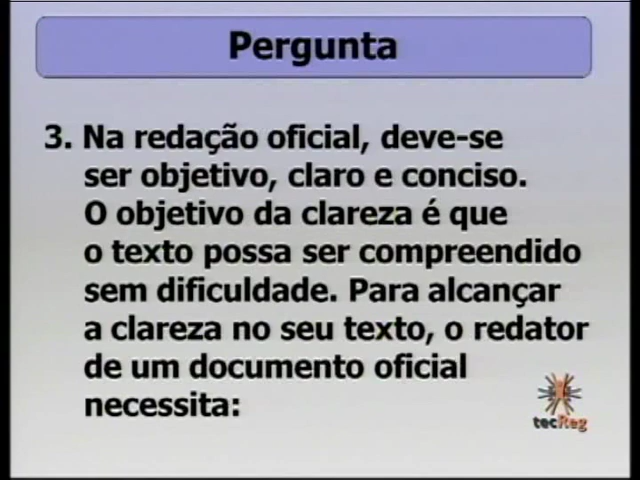 Pergunta
3. Na redação oficial, deve-se
ser objetivo, claro e conciso.
O objetivo da clareza é que
o texto possa ser compreendido
sem dificuldade. Para alcançar
a clareza no seu texto, o redator
de um documento oficial
necessita:
tecReg